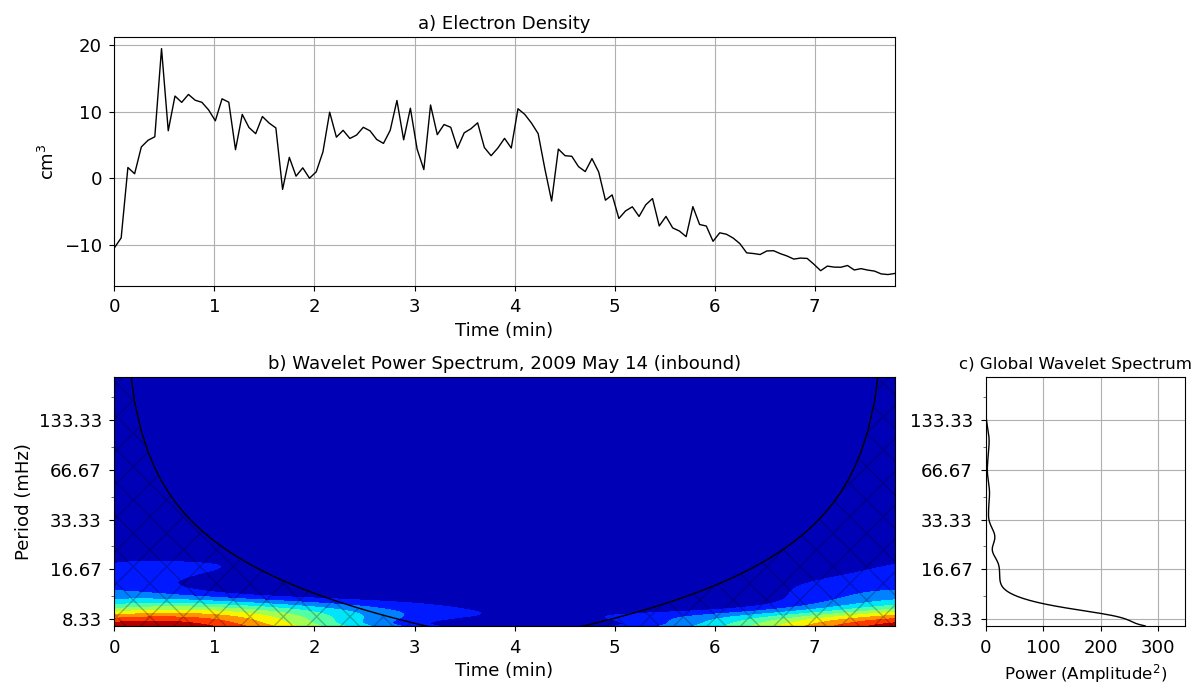 a) Electron Density
20
10
0
−10
cm³
0 1 2 3 4 5 6 7
Time (min)
b) Wavelet Power Spectrum, 2009 May 14 (inbound)
133.33
66.67
33.33
16.67
8.33
Period (mHz)
0 1 2 3 4 5 6 7
Time (min)
c) Global Wavelet Spectrum
133.33
66.67
33.33
16.67
8.33
0 100 200 300
Power (Amplitude²)